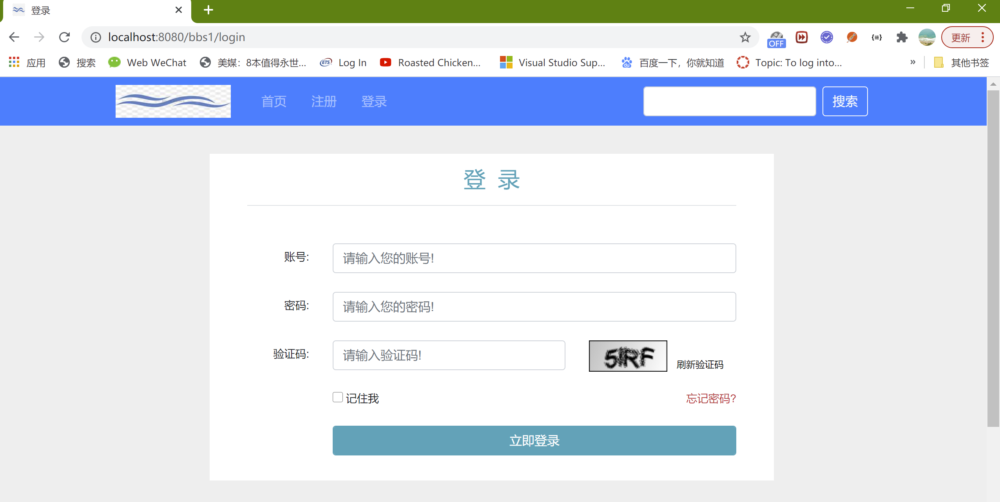 登录
localhost:8080/bbs1/login
OFF
更新
应用 搜索 Web WeChat 美媒：8本值得永世... ETS Log In Roasted Chicken... Visual Studio Sup... du 百度一下，你就知道 Topic: To log into... » 其他书签
首页 注册 登录 搜索
登 录
账号: 请输入您的账号!
密码: 请输入您的密码!
验证码: 请输入验证码! 5IRF 刷新验证码
记住我 忘记密码?
立即登录